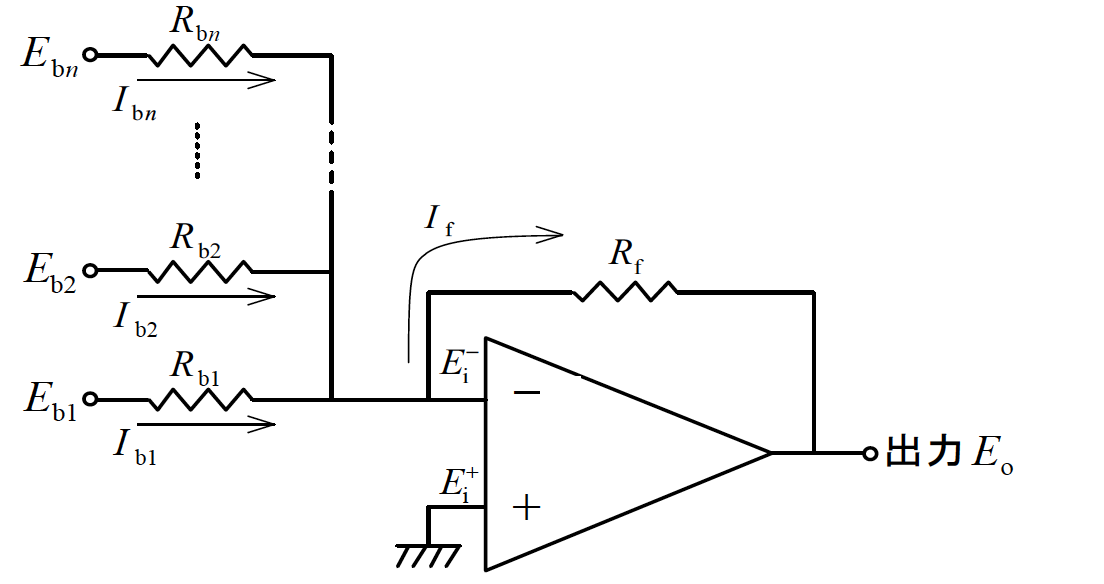 Rbn
Ebn
Ibn
Rb2
Eb2
Ib2
If
Rf
Rb1
Eb1
Ib1
Ei−
−
Ei+
+
出力 Eo